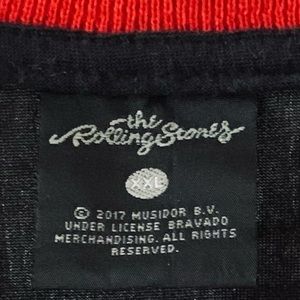 the
Rolling Stones
XXL
© 2017 MUSIDOR B.V.
UNDER LICENSE BRAVADO
MERCHANDISING. ALL RIGHTS
RESERVED.